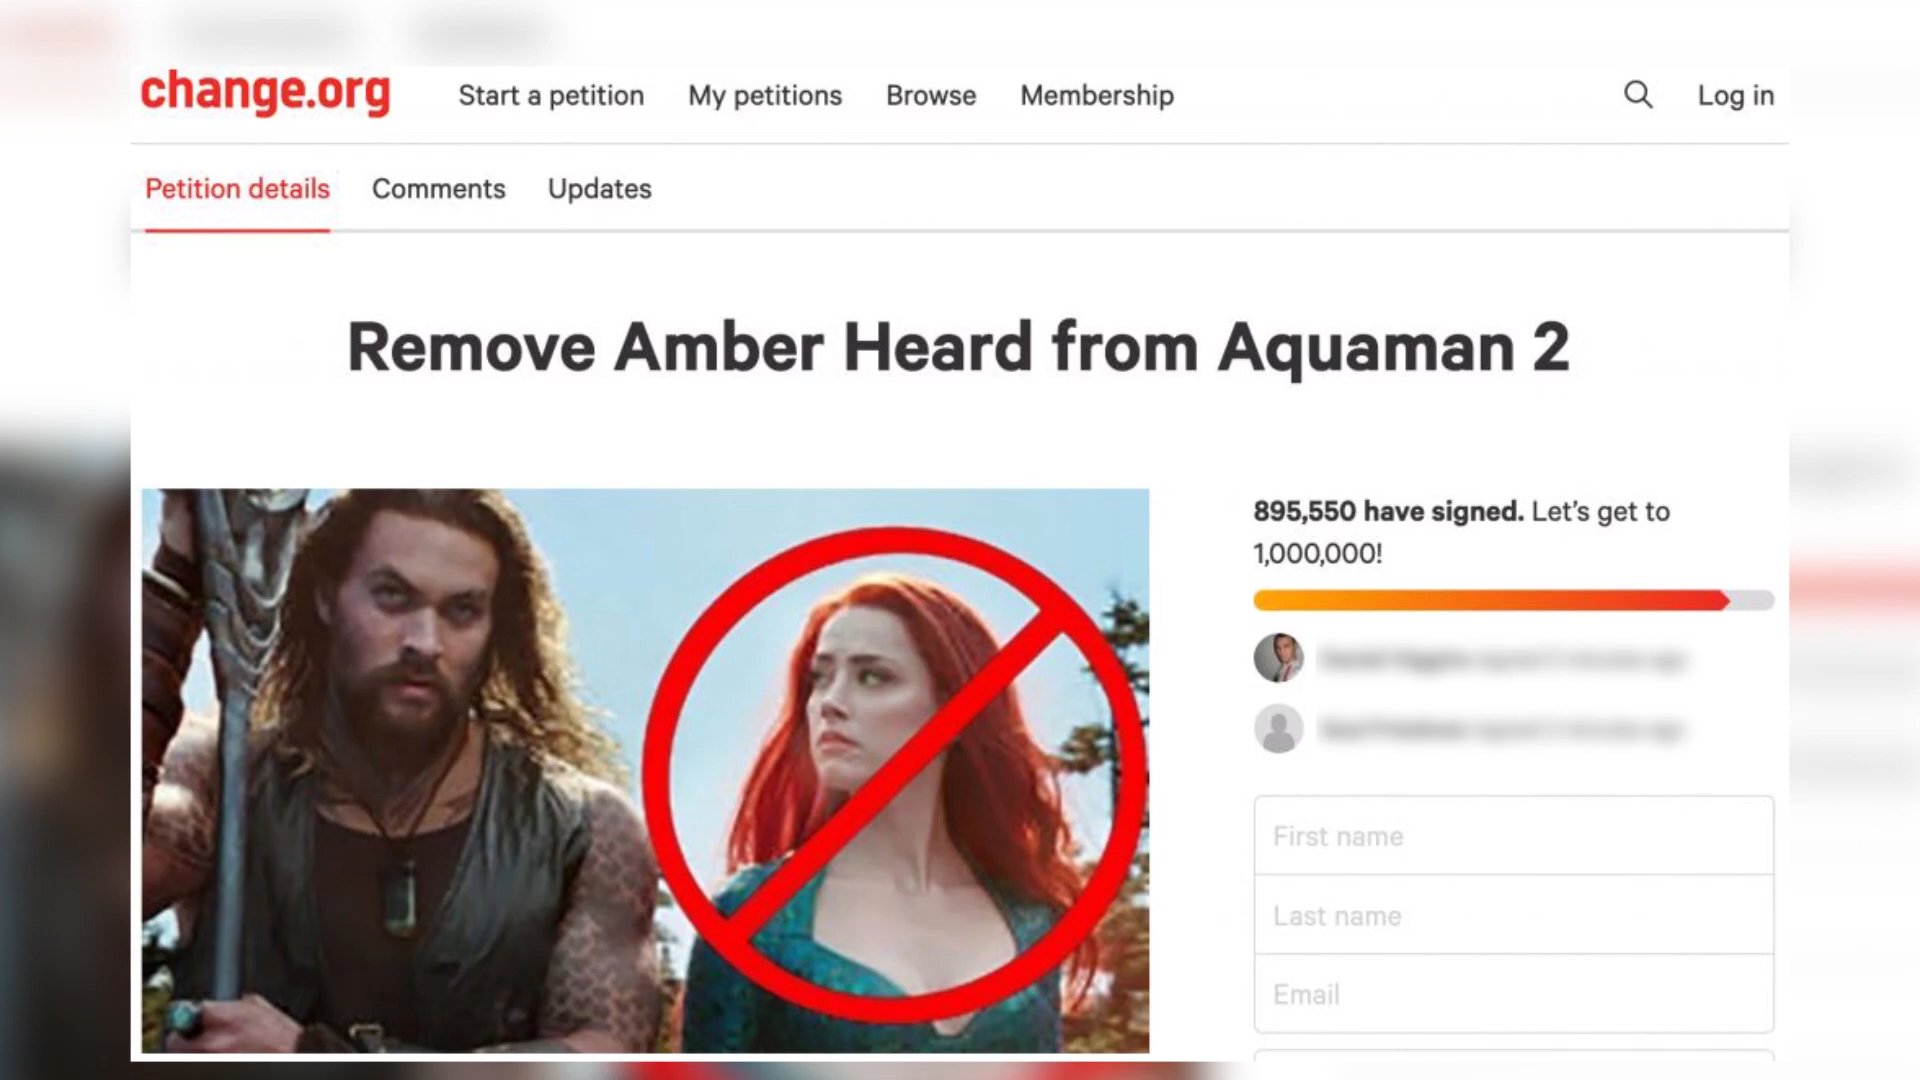 change.org
Start a petition
My petitions
Browse
Membership
Log in
Petition details
Comments
Updates
Remove Amber Heard from Aquaman 2
895,550 have signed. Let’s get to
1,000,000!
First name
Last name
Email